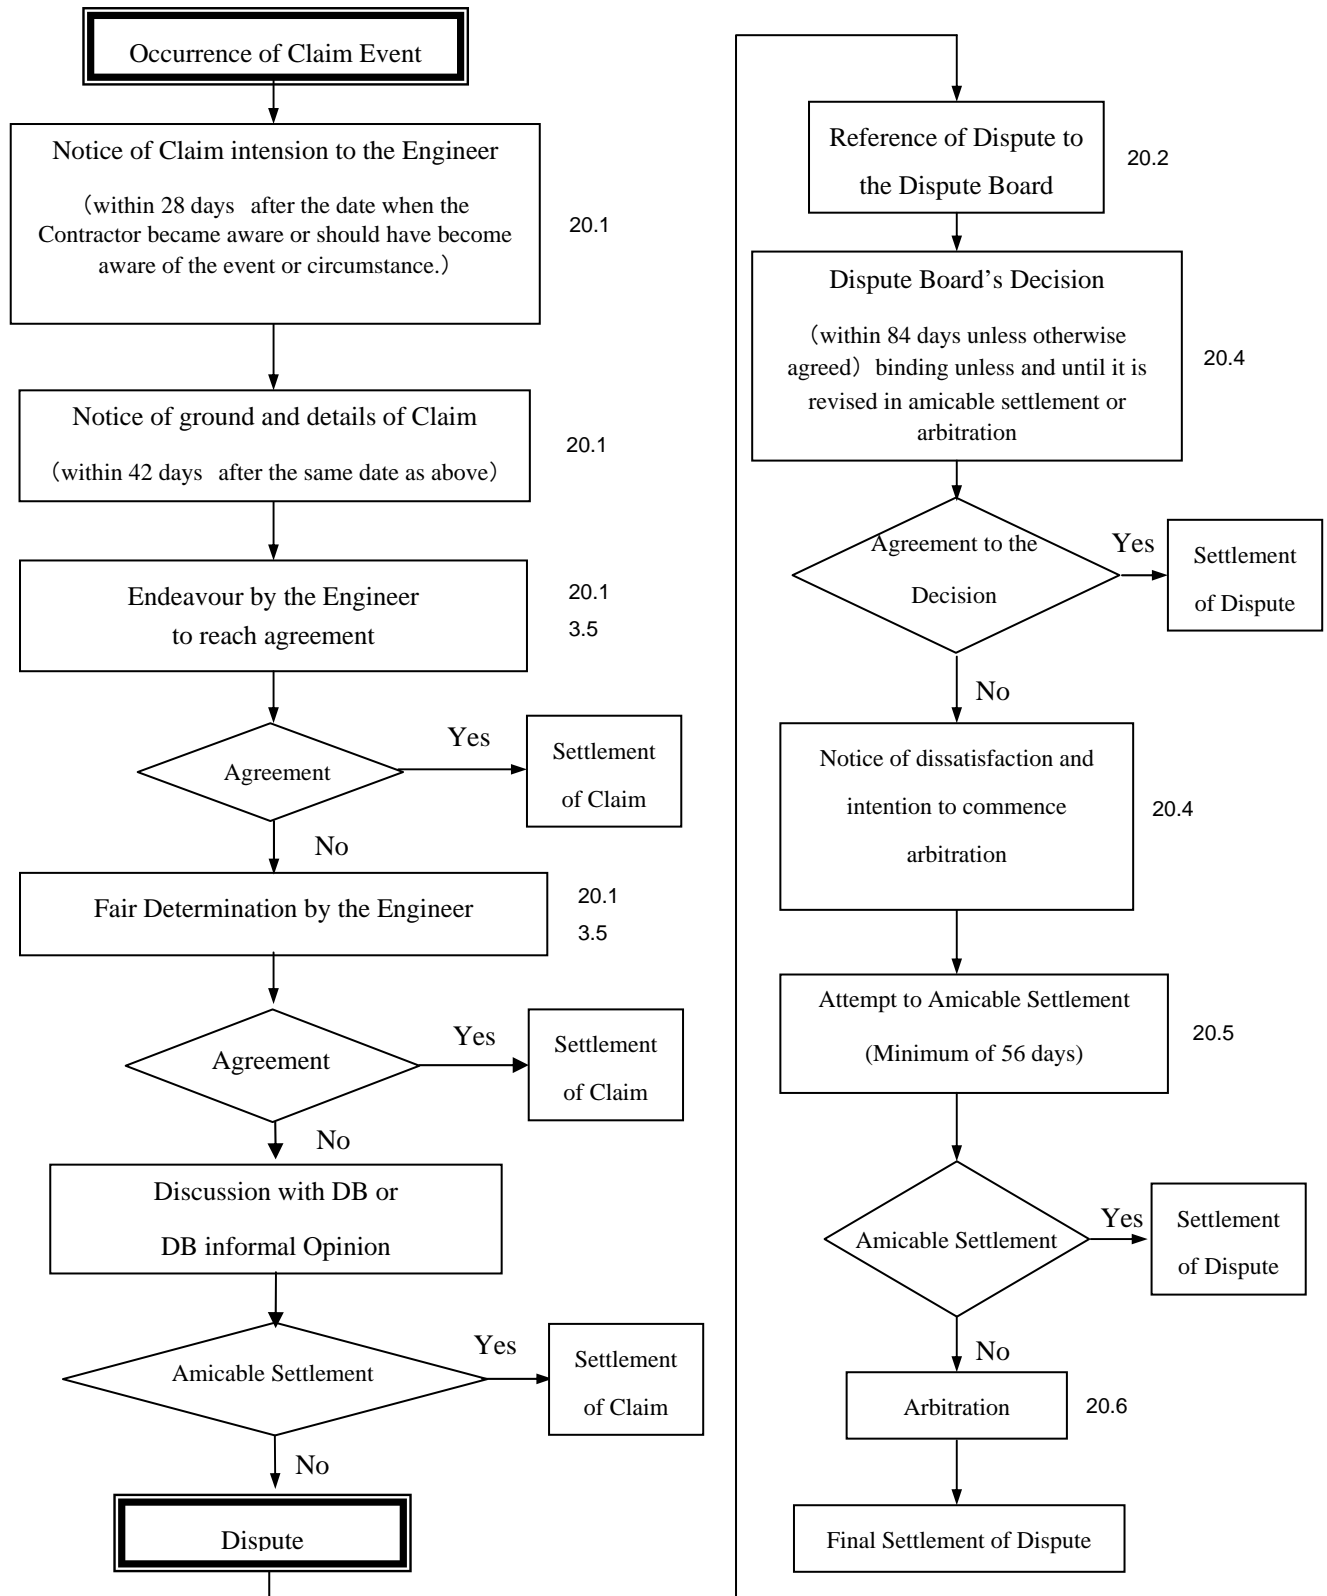 Occurrence of Claim Event
Notice of Claim intension to the Engineer
（within 28 days after the date when the
Contractor became aware or should have become
aware of the event or circumstance.）
20.1
Notice of ground and details of Claim
（within 42 days after the same date as above）
20.1
Endeavour by the Engineer
to reach agreement
20.1
3.5
Agreement
Yes
Settlement
of Claim
No
Fair Determination by the Engineer
20.1
3.5
Agreement
Yes
Settlement
of Claim
No
Discussion with DB or
DB informal Opinion
Amicable Settlement
Yes
Settlement
of Claim
No
Dispute
Reference of Dispute to
the Dispute Board
20.2
Dispute Board’s Decision
（within 84 days unless otherwise
agreed）binding unless and until it is
revised in amicable settlement or
arbitration
20.4
Agreement to the
Decision
Yes
Settlement
of Dispute
No
Notice of dissatisfaction and
intention to commence
arbitration
20.4
Attempt to Amicable Settlement
(Minimum of 56 days)
20.5
Amicable Settlement
Yes
Settlement
of Dispute
No
Arbitration
20.6
Final Settlement of Dispute